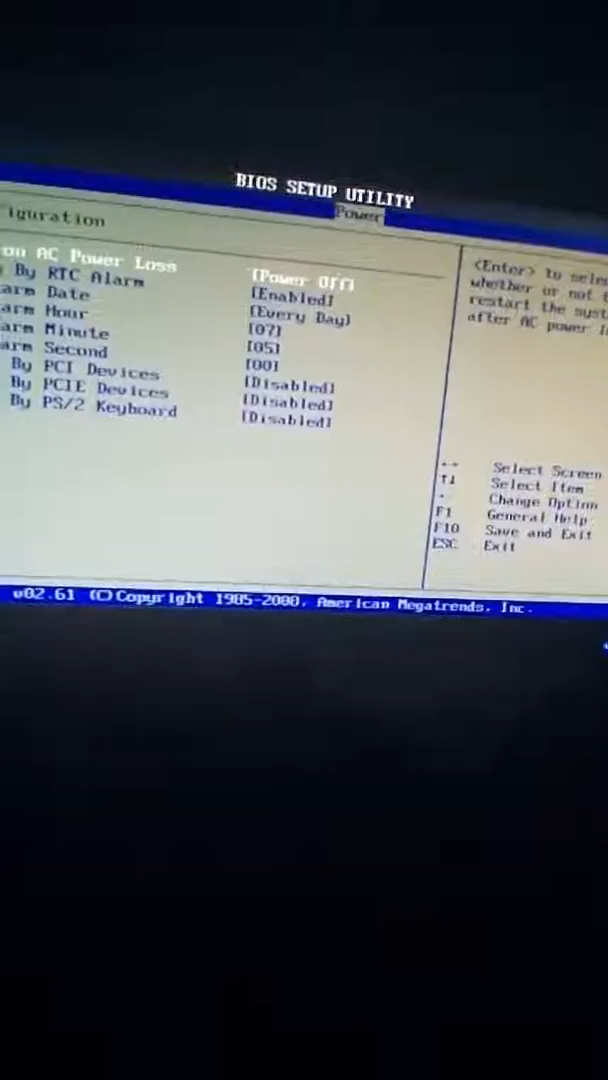 BIOS SETUP UTILITY
Power
iguration
on AC Power Loss [Power Off]
By RTC Alarm [Enabled]
arm Date [Every Day]
arm Hour [07]
arm Minute [05]
arm Second [00]
By PCI Devices [Disabled]
By PCIE Devices [Disabled]
By PS/2 Keyboard [Disabled]
<Enter> to sele
whether or not
restart the syst
after AC power l
←→ Select Screen
↑↓ Select Item
Change Option
F1 General Help
F10 Save and Exit
ESC Exit
v02.61 (C)Copyright 1985-2008, American Megatrends, Inc.